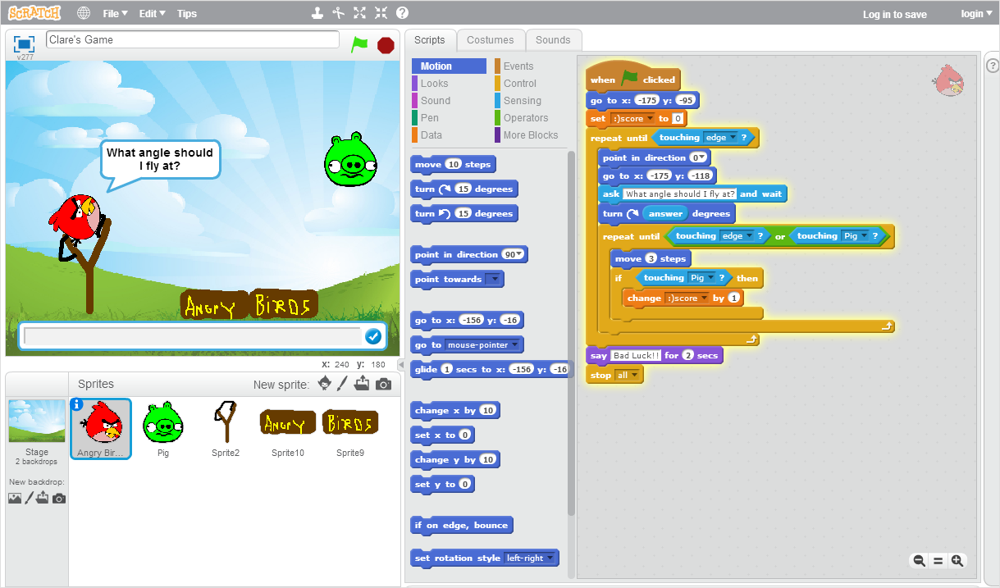 SCRATCH File Edit Tips Log in to save login
Clare's Game
v277
What angle should
I fly at?
ANGRY BIRDS
x: 240 y: 180
Sprites New sprite:
Stage
2 backdrops
New backdrop:
Angry Bir...
Pig
Sprite2
ANGRY
Sprite10
BIRDS
Sprite9
Scripts Costumes Sounds
Motion Events
Looks Control
Sound Sensing
Pen Operators
Data More Blocks
move 10 steps
turn 15 degrees
turn 15 degrees
point in direction 90
point towards
go to x: -156 y: -16
go to mouse-pointer
glide 1 secs to x: -156 y: -16
change x by 10
set x to 0
change y by 10
set y to 0
if on edge, bounce
set rotation style left-right
when clicked
go to x: -175 y: -95
set :)score to 0
repeat until touching edge ?
point in direction 0
go to x: -175 y: -118
ask What angle should I fly at? and wait
turn answer degrees
repeat until touching edge ? or touching Pig ?
move 3 steps
if touching Pig ? then
change :)score by 1
say Bad Luck!! for 2 secs
stop all